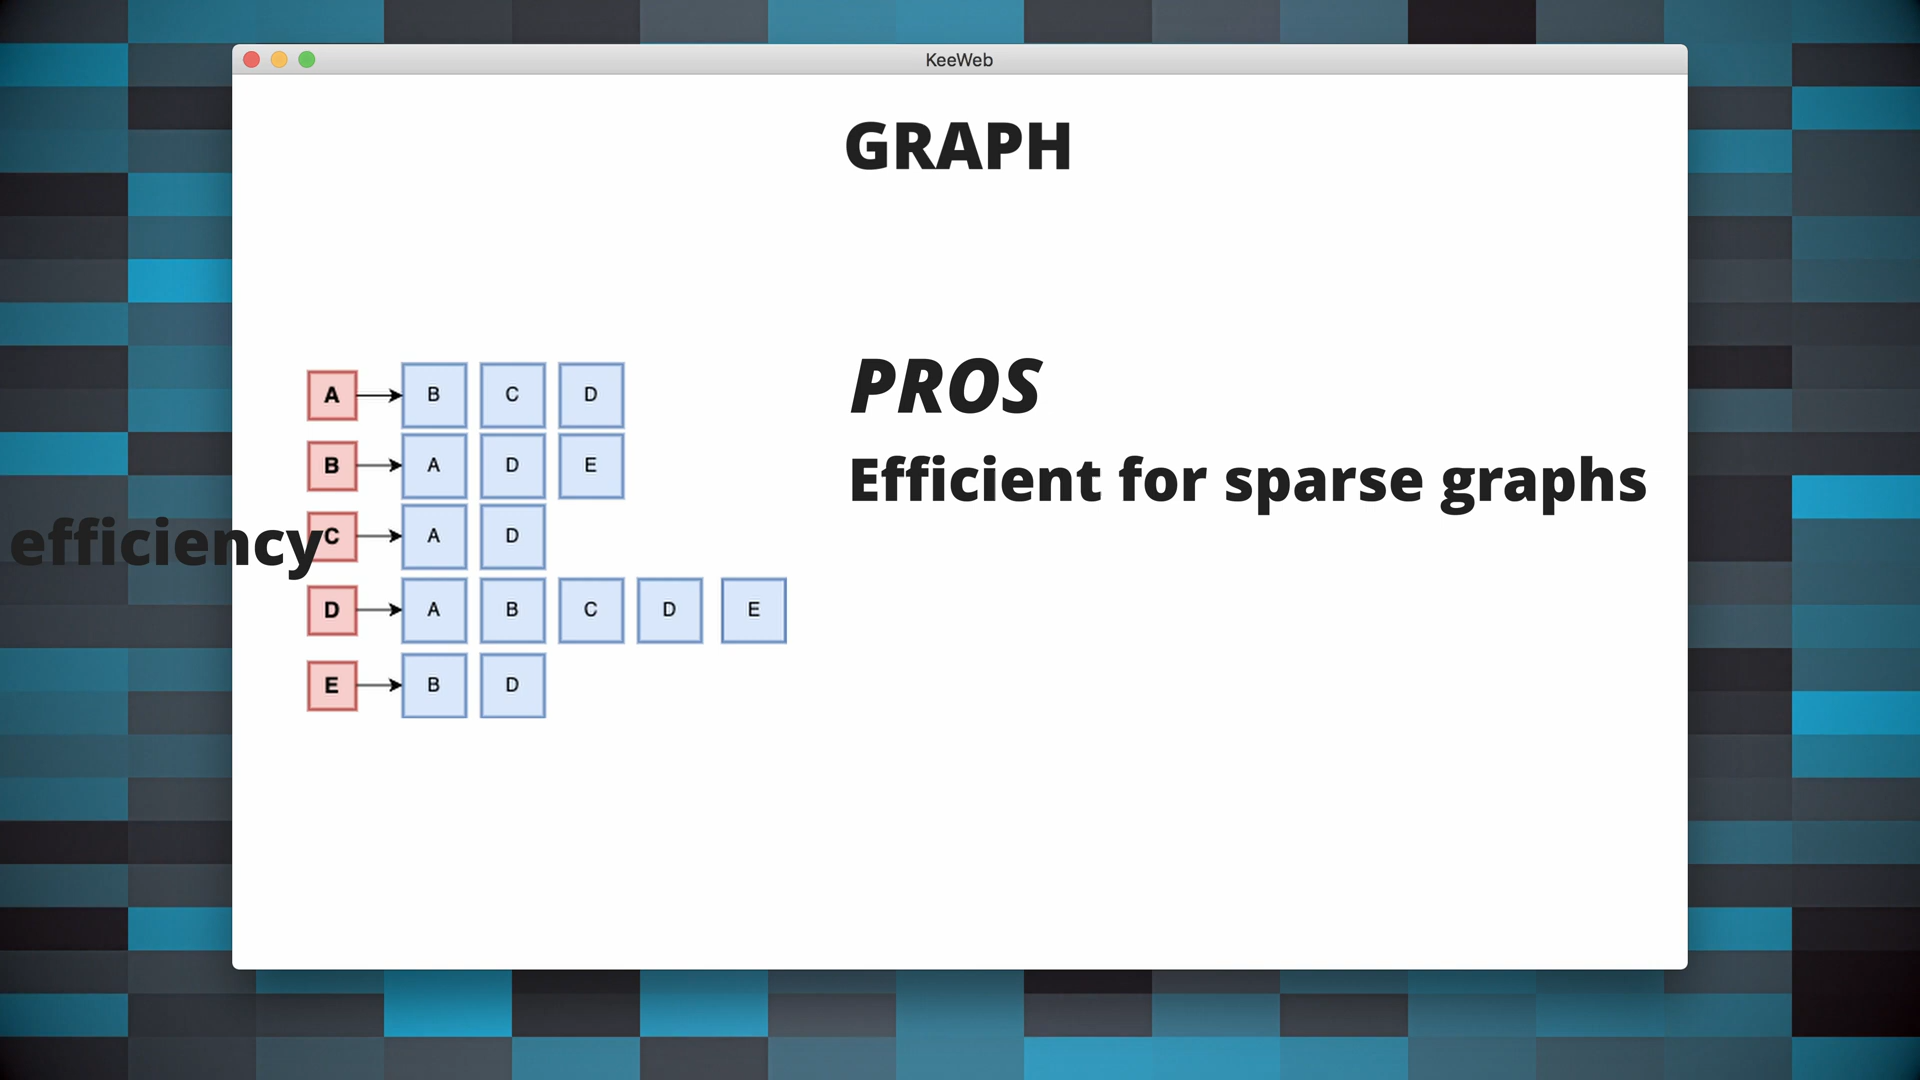 KeeWeb
GRAPH
A B C D
B A D E
C A D
D A B C D E
E B D
efficiency
PROS
Efficient for sparse graphs